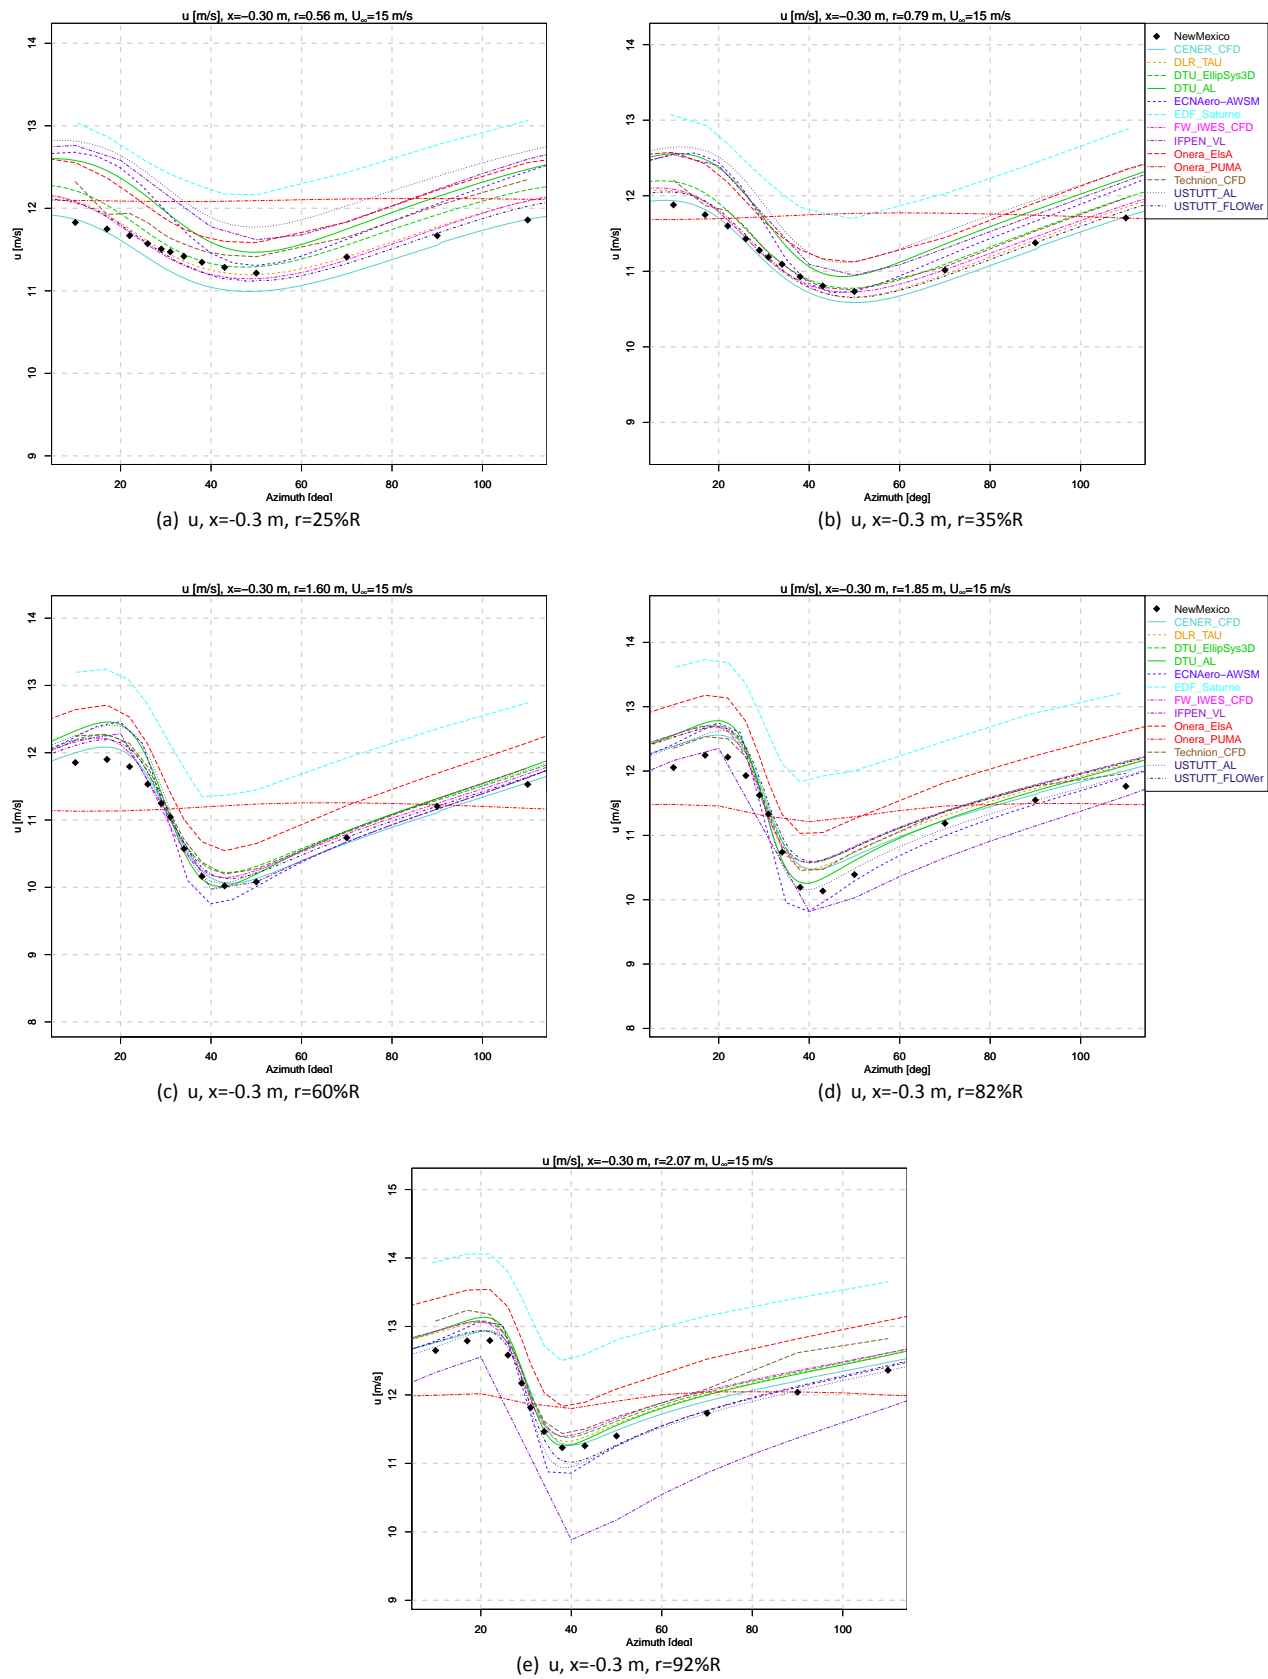 u [m/s], x=−0.30 m, r=0.56 m, U∞=15 m/s
14
13
12
11
10
9
u [m/s]
20 40 60 80 100
Azimuth [deg]
(a) u, x=-0.3 m, r=25%R
u [m/s], x=−0.30 m, r=0.79 m, U∞=15 m/s
14
13
12
11
10
9
u [m/s]
20 40 60 80 100
Azimuth [deg]
NewMexico
CENER_CFD
DLR_TAU
DTU_EllipSys3D
DTU_AL
ECNAero−AWSM
EDF_Saturne
FW_IWES_CFD
IFPEN_VL
Onera_ElsA
Onera_PUMA
Technion_CFD
USTUTT_AL
USTUTT_FLOWer
(b) u, x=-0.3 m, r=35%R
u [m/s], x=−0.30 m, r=1.60 m, U∞=15 m/s
14
13
12
11
10
9
8
u [m/s]
20 40 60 80 100
Azimuth [deg]
(c) u, x=-0.3 m, r=60%R
u [m/s], x=−0.30 m, r=1.85 m, U∞=15 m/s
14
13
12
11
10
9
8
u [m/s]
20 40 60 80 100
Azimuth [deg]
NewMexico
CENER_CFD
DLR_TAU
DTU_EllipSys3D
DTU_AL
ECNAero−AWSM
EDF_Saturne
FW_IWES_CFD
IFPEN_VL
Onera_ElsA
Onera_PUMA
Technion_CFD
USTUTT_AL
USTUTT_FLOWer
(d) u, x=-0.3 m, r=82%R
u [m/s], x=−0.30 m, r=2.07 m, U∞=15 m/s
15
14
13
12
11
10
9
u [m/s]
20 40 60 80 100
Azimuth [deg]
(e) u, x=-0.3 m, r=92%R